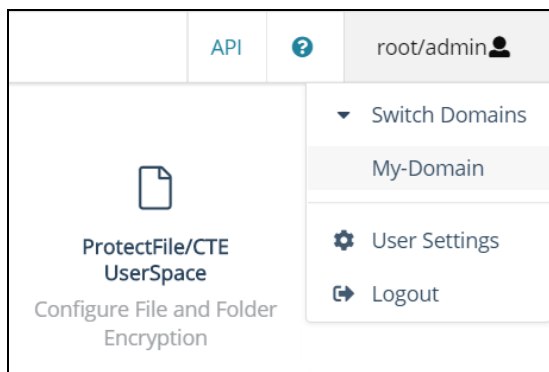 API
?
root/admin
Switch Domains
My-Domain
User Settings
Logout
ProtectFile/CTE
UserSpace
Configure File and Folder
Encryption